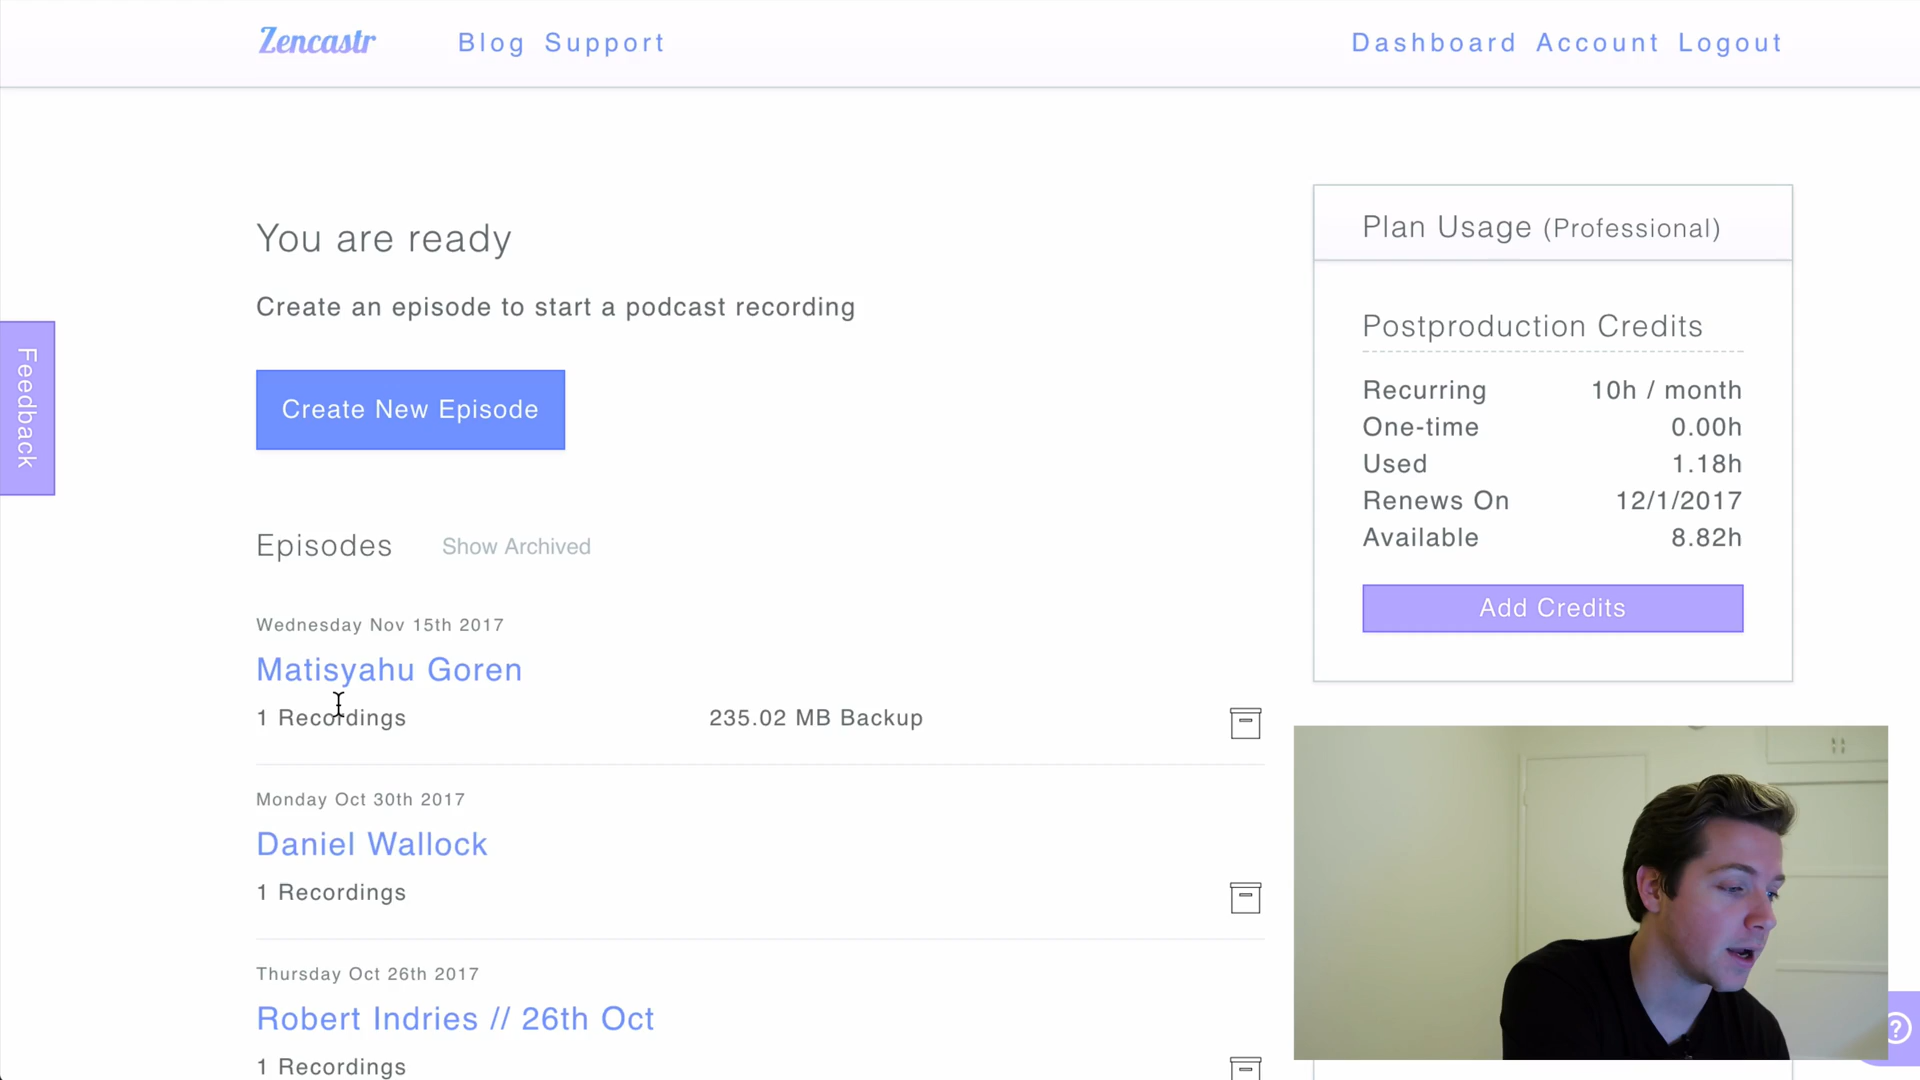 Zencastr Blog Support Dashboard Account Logout
You are ready
Create an episode to start a podcast recording
Create New Episode
Feedback
Episodes Show Archived
Wednesday Nov 15th 2017
Matisyahu Goren
1 Recordings 235.02 MB Backup
Monday Oct 30th 2017
Daniel Wallock
1 Recordings
Thursday Oct 26th 2017
Robert Indries // 26th Oct
1 Recordings
Plan Usage (Professional)
Postproduction Credits
Recurring 10h / month
One-time 0.00h
Used 1.18h
Renews On 12/1/2017
Available 8.82h
Add Credits
?